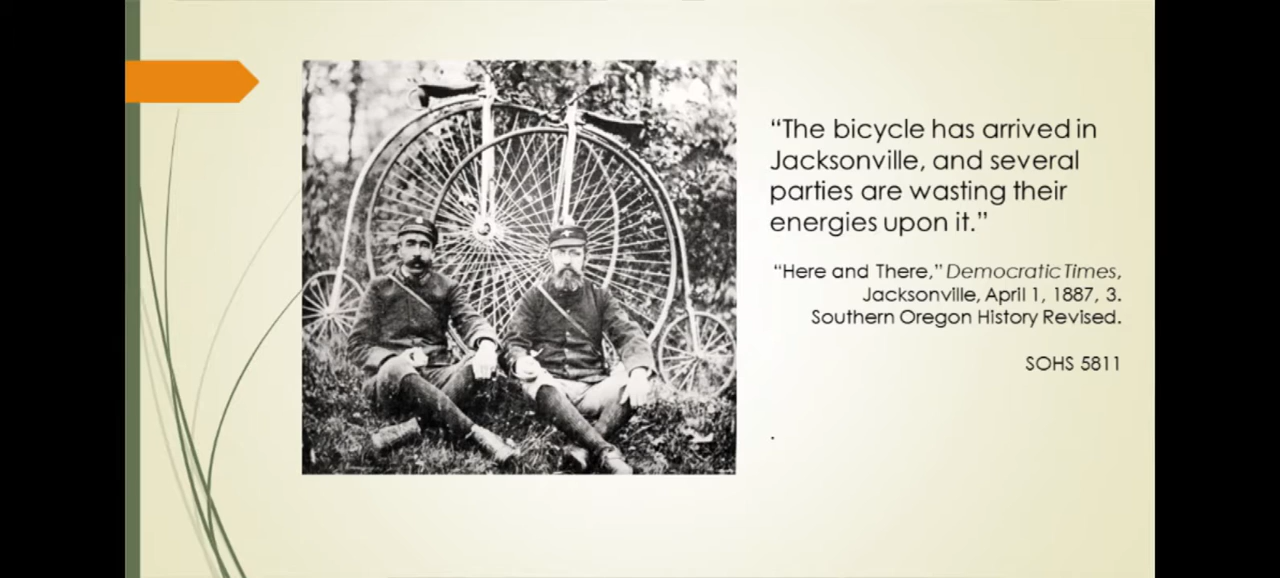 “The bicycle has arrived in
Jacksonville, and several
parties are wasting their
energies upon it.”
“Here and There,” Democratic Times,
Jacksonville, April 1, 1887, 3.
Southern Oregon History Revised.
SOHS 5811
.